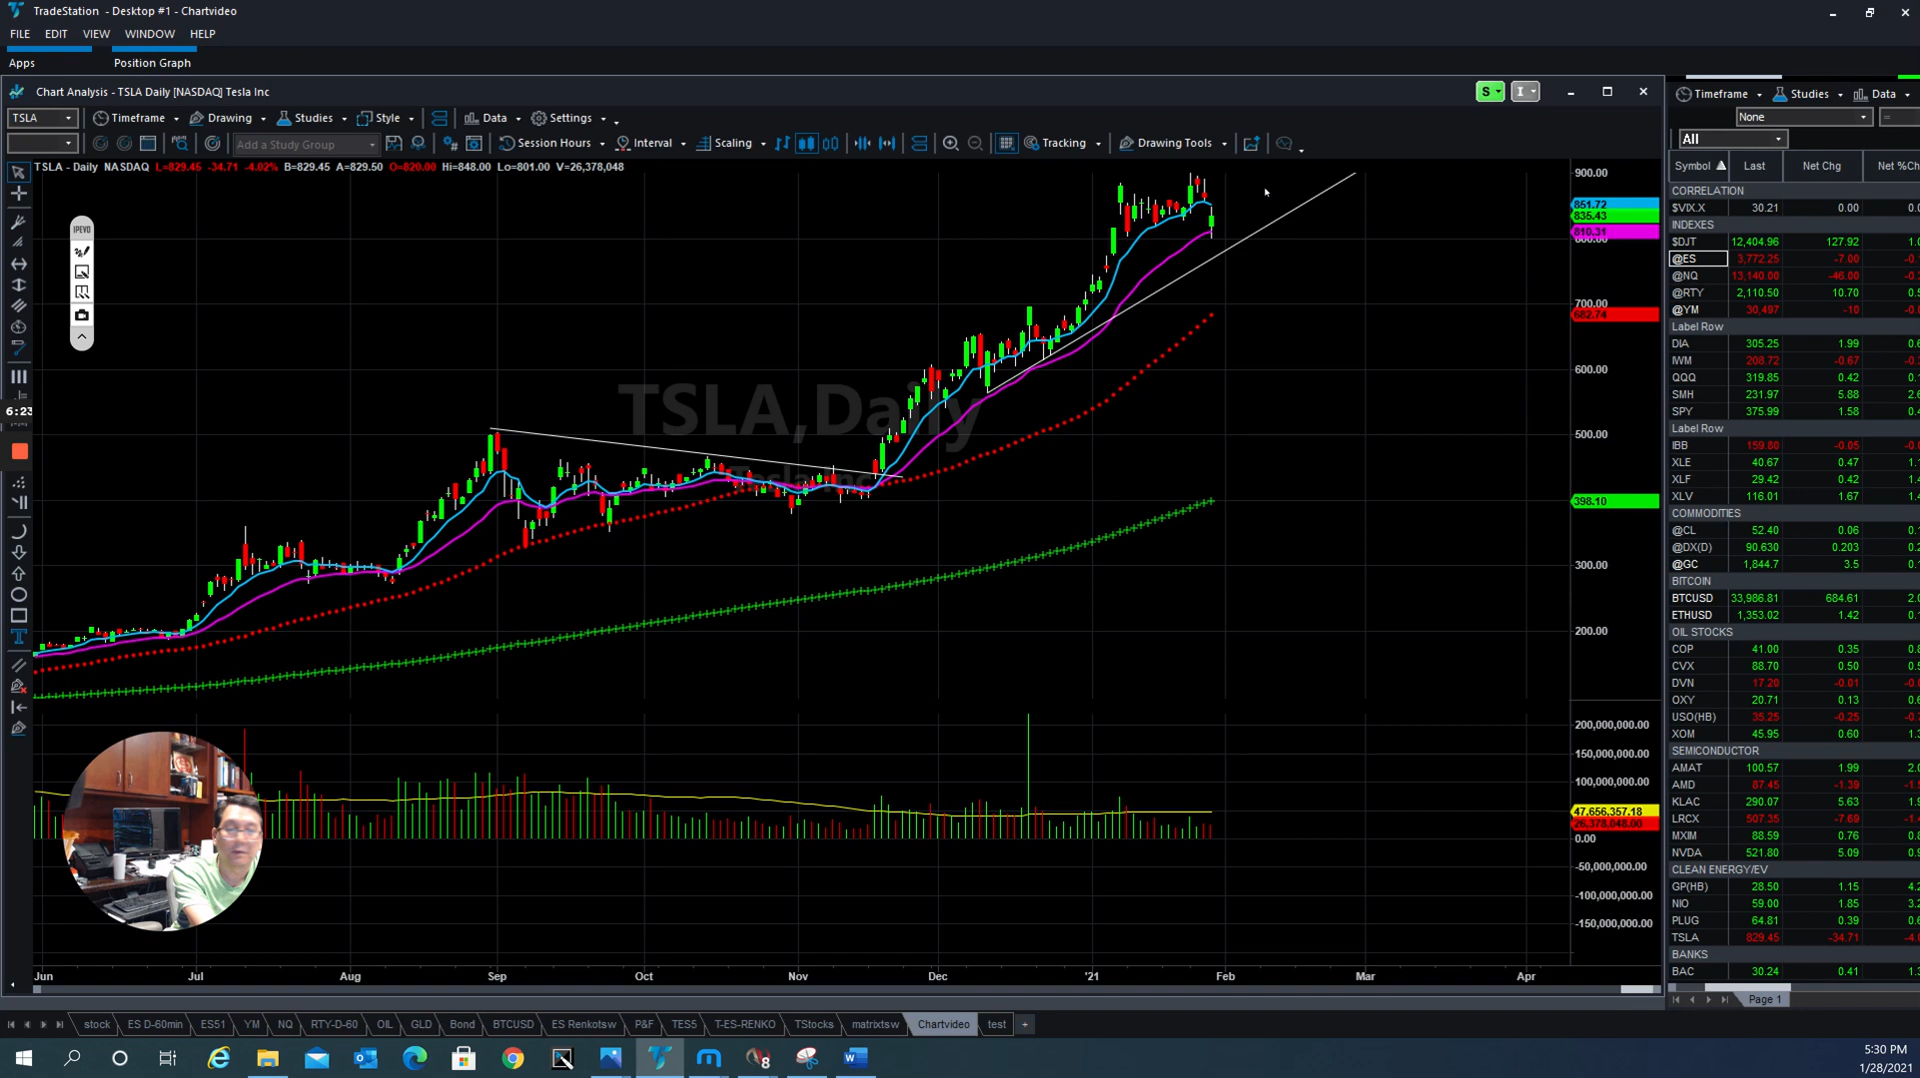 TradeStation - Desktop #1 - Chartvideo
FILE EDIT VIEW WINDOW HELP
Apps Position Graph
Chart Analysis - TSLA Daily [NASDAQ] Tesla Inc
S I
TSLA Timeframe Drawing Studies Style Data Settings
Add a Study Group Session Hours Interval Scaling Tracking Drawing Tools
TSLA - Daily NASDAQ L=829.45 -34.71 -4.02% B=829.45 A=829.50 O=820.00 Hi=848.00 Lo=801.00 V=26,378,048
IPEVO
6:23
TSLA,Daily
Tesla Inc
900.00
851.72
835.43
810.31
800.00
700.00
682.74
600.00
500.00
398.10
300.00
200.00
200,000,000.00
150,000,000.00
100,000,000.00
47,656,357.18
26,378,048.00
0.00
-50,000,000.00
-100,000,000.00
-150,000,000.00
Jun Jul Aug Sep Oct Nov Dec '21 Feb Mar Apr
Timeframe Studies Data
None =
All
Symbol Last Net Chg Net %Chg
CORRELATION
$VIX.X 30.21 0.00
INDEXES
$DJT 12,404.96 127.92
@ES 3,772.25 -7.00
@NQ 13,140.00 -46.00
@RTY 2,110.50 10.70
@YM 30,497 -10
Label Row
DIA 305.25 1.99
IWM 208.72 -0.67
QQQ 319.85 0.42
SMH 231.97 5.88
SPY 375.99 1.58
Label Row
IBB 159.80 -0.05
XLE 40.67 0.47
XLF 29.42 0.42
XLV 116.01 1.67
COMMODITIES
@CL 52.40 0.06
@DX(D) 90.630 0.203
@GC 1,844.7 3.5
BITCOIN
BTCUSD 33,986.81 684.61
ETHUSD 1,353.02 1.42
OIL STOCKS
COP 41.00 0.35
CVX 88.70 0.50
DVN 17.20 -0.01
OXY 20.71 0.13
USO(HB) 35.25 -0.25
XOM 45.95 0.60
SEMICONDUCTOR
AMAT 100.57 1.99
AMD 87.45 -1.39
KLAC 290.07 5.63
LRCX 507.35 -7.69
MXIM 88.59 0.76
NVDA 521.80 5.09
CLEAN ENERGY/EV
GP(HB) 28.50 1.15
NIO 59.00 1.85
PLUG 64.81 0.39
TSLA 829.45 -34.71
BANKS
BAC 30.24 0.41
Page 1
stock ES D-60min ES51 YM NQ RTY-D-60 OIL GLD Bond BTCUSD ES Renkotsw P&F TES5 T-ES-RENKO TStocks matrixtsw Chartvideo test +
5:30 PM
1/28/2021